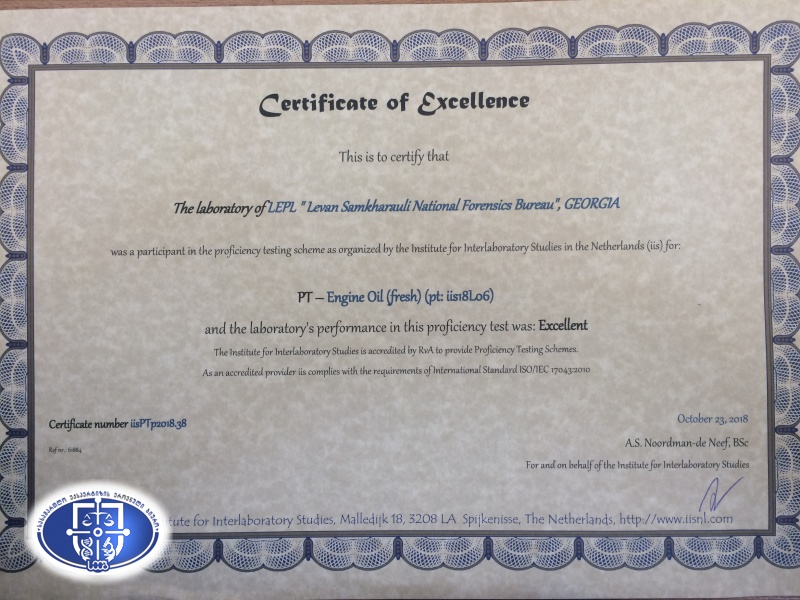 Certificate of Excellence
This is to certify that
The laboratory of LEPL " Levan Samkharauli National Forensics Bureau", GEORGIA
was a participant in the proficiency testing scheme as organized by the Institute for Interlaboratory Studies in the Netherlands (iis) for:
PT – Engine Oil (fresh) (pt: iis18L06)
and the laboratory's performance in this proficiency test was: Excellent
The Institute for Interlaboratory Studies is accredited by RvA to provide Proficiency Testing Schemes.
As an accredited provider iis complies with the requirements of International Standard ISO/IEC 17043:2010
Certificate number iisPTp2018.38
October 23, 2018
Ref nr.:
A.S. Noordman-de Neef, BSc
For and on behalf of the Institute for Interlaboratory Studies
for Interlaboratory Studies, Malledijk 18, 3208 LA Spijkenisse, The Netherlands, http://www.iisnl.com